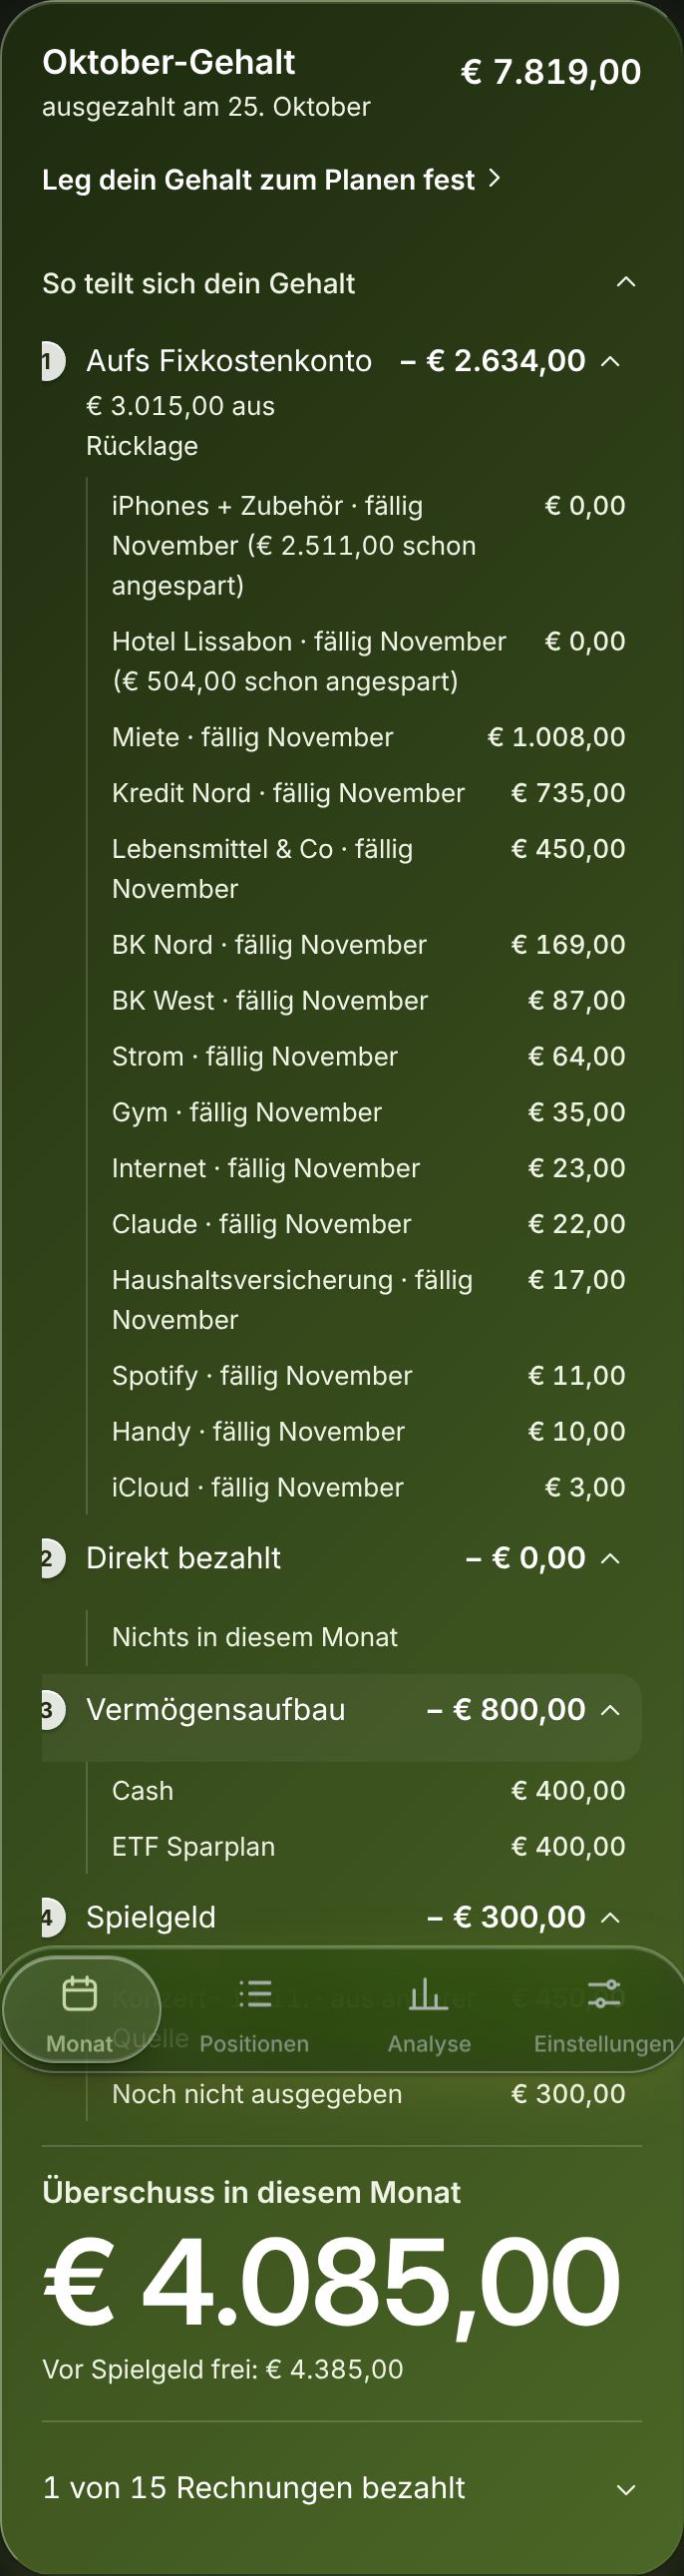 Oktober-Gehalt
€ 7.819,00
ausgezahlt am 25. Oktober
Leg dein Gehalt zum Planen fest
So teilt sich dein Gehalt
1 Aufs Fixkostenkonto – € 2.634,00
€ 3.015,00 aus
Rücklage
iPhones + Zubehör · fällig € 0,00
November (€ 2.511,00 schon
angespart)
Hotel Lissabon · fällig November € 0,00
(€ 504,00 schon angespart)
Miete · fällig November € 1.008,00
Kredit Nord · fällig November € 735,00
Lebensmittel & Co · fällig € 450,00
November
BK Nord · fällig November € 169,00
BK West · fällig November € 87,00
Strom · fällig November € 64,00
Gym · fällig November € 35,00
Internet · fällig November € 23,00
Claude · fällig November € 22,00
Haushaltsversicherung · fällig € 17,00
November
Spotify · fällig November € 11,00
Handy · fällig November € 10,00
iCloud · fällig November € 3,00
2 Direkt bezahlt – € 0,00
Nichts in diesem Monat
3 Vermögensaufbau – € 800,00
Cash € 400,00
ETF Sparplan € 400,00
4 Spielgeld – € 300,00
Konzert aus € 450
Quelle
Monat Positionen Analyse Einstellungen
Noch nicht ausgegeben € 300,00
Überschuss in diesem Monat
€ 4.085,00
Vor Spielgeld frei: € 4.385,00
1 von 15 Rechnungen bezahlt